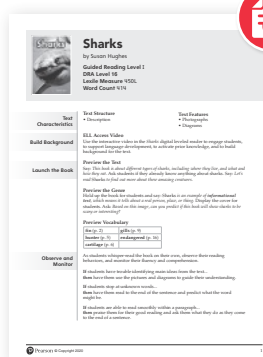 Sharks
Sharks
by Susan Hughes
Guided Reading Level I
DRA Level 16
Lexile Measure 450L
Word Count 474
Text
Characteristics
Text Structure
• Description
Text Features
• Photographs
• Diagrams
Build Background
ELL Access Video
Use the interactive video in the Sharks digital leveled reader to engage students,
to support language development, to activate prior knowledge, and to build
background for the text.
Launch the Book
Preview the Text
Say: This book is about different types of sharks, including where they live, and what and
how they eat. Ask students if they already know anything about sharks. Say: Let's
read Sharks to find out more about these amazing creatures.
Preview the Genre
Hold up the book for students and say: Sharks is an example of informational
text, which means it tells about a real person, place, or thing. Display the cover for
students. Ask: Based on this image, can you predict if this book will show sharks to be
scary or interesting?
Preview Vocabulary
fin (p. 2)
gills (p. 9)
hunter (p. 5)
endangered (p. 16)
cartilage (p. 6)
Observe and
Monitor
As students whisper-read the book on their own, observe their reading
behaviors, and monitor their fluency and comprehension.
If students have trouble identifying main ideas from the text...
then have them use the pictures and diagrams to guide their understanding.
If students stop at unknown words...
then have them read to the end of the sentence and predict what the word
might be.
If students are able to read smoothly within a paragraph...
then praise them for their good reading and ask them what they do as they come
to the end of a sentence.
Pearson © Copyright 2020
1